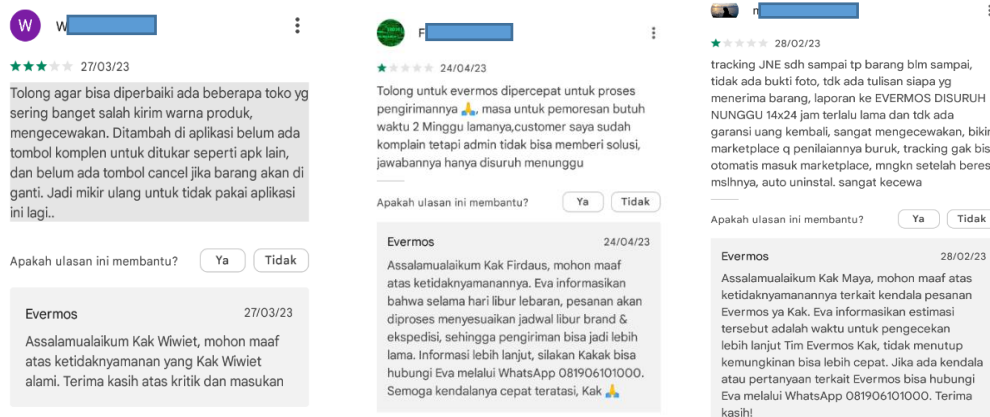 W
W
27/03/23
Tolong agar bisa diperbaiki ada beberapa toko yg
sering banget salah kirim warna produk,
mengecewakan. Ditambah di aplikasi belum ada
tombol komplen untuk ditukar seperti apk lain,
dan belum ada tombol cancel jika barang akan di
ganti. Jadi mikir ulang untuk tidak pakai aplikasi
ini lagi..
Apakah ulasan ini membantu?
Ya
Tidak
Evermos
27/03/23
Assalamualaikum Kak Wiwiet, mohon maaf
atas ketidaknyamanan yang Kak Wiwiet
alami. Terima kasih atas kritik dan masukan
F
24/04/23
Tolong untuk evermos dipercepat untuk proses
pengirimannya 🙏, masa untuk pemoresan butuh
waktu 2 Minggu lamanya,customer saya sudah
komplain tetapi admin tidak bisa memberi solusi,
jawabannya hanya disuruh menunggu
Apakah ulasan ini membantu?
Ya
Tidak
Evermos
24/04/23
Assalamualaikum Kak Firdaus, mohon maaf
atas ketidaknyamanannya. Eva informasikan
bahwa selama hari libur lebaran, pesanan akan
diproses menyesuaikan jadwal libur brand &
ekspedisi, sehingga pengiriman bisa jadi lebih
lama. Informasi lebih lanjut, silakan Kakak bisa
hubungi Eva melalui WhatsApp 081906101000.
Semoga kendalanya cepat teratasi, Kak 🙏
28/02/23
tracking JNE sdh sampai tp barang blm sampai,
tidak ada bukti foto, tdk ada tulisan siapa yg
menerima barang, laporan ke EVERMOS DISURUH
NUNGGU 14x24 jam terlalu lama dan tdk ada
garansi uang kembali, sangat mengecewakan, bikin
marketplace q penilaiannya buruk, tracking gak bis
otomatis masuk marketplace, mngkn setelah beres
mslhnya, auto uninstal. sangat kecewa
Apakah ulasan ini membantu?
Ya
Tidak
Evermos
28/02/23
Assalamualaikum Kak Maya, mohon maaf atas
ketidaknyamanannya terkait kendala pesanan
Evermos ya Kak. Eva informasikan estimasi
tersebut adalah waktu untuk pengecekan
lebih lanjut Tim Evermos Kak, tidak menutup
kemungkinan bisa lebih cepat. Jika ada kendala
atau pertanyaan terkait Evermos bisa hubungi
Eva melalui WhatsApp 081906101000. Terima
kasih!